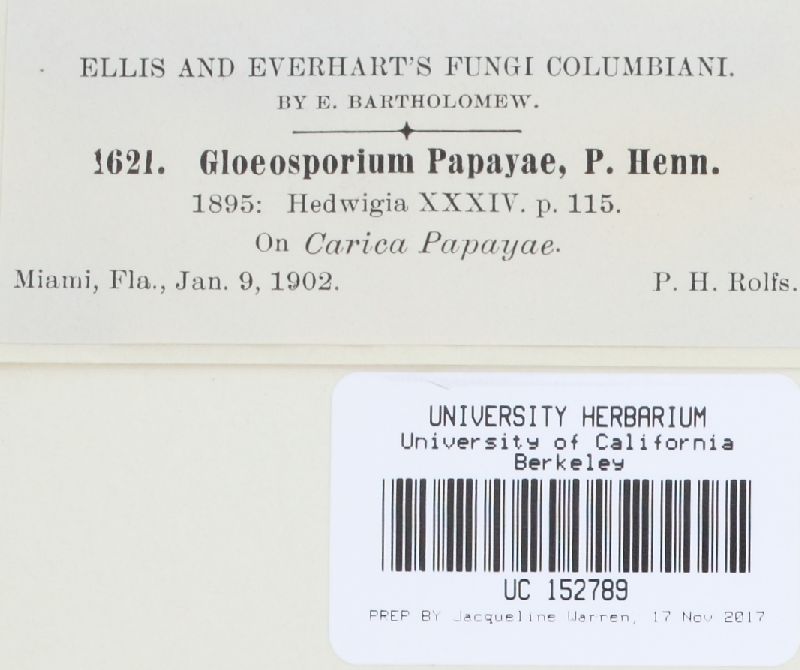 ELLIS AND EVERHART'S FUNGI COLUMBIANI.
BY E. BARTHOLOMEW.
1621. Gloeosporium Papayae, P. Henn.
1895: Hedwigia XXXIV. p. 115.
On Carica Papayae.
Miami, Fla., Jan. 9, 1902. P. H. Rolfs.
UNIVERSITY HERBARIUM
University of California
Berkeley
UC 152789
PREP BY Jacqueline Warren, 17 Nov 2017